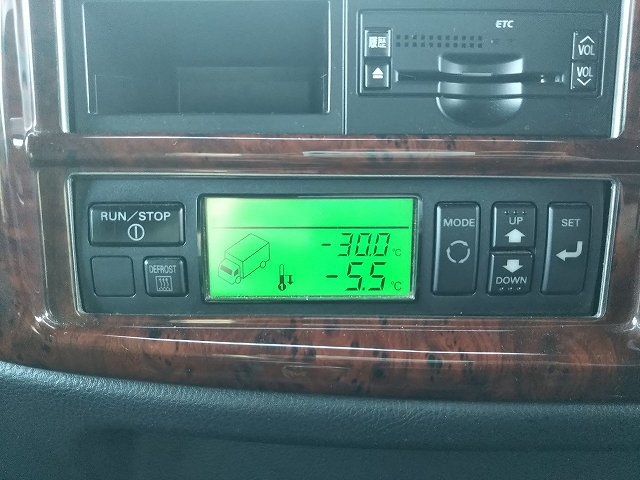 ETC
履歴
VOL
VOL
RUN/STOP
DEFROST
-30.0 °C
-5.5 °C
MODE
UP
DOWN
SET